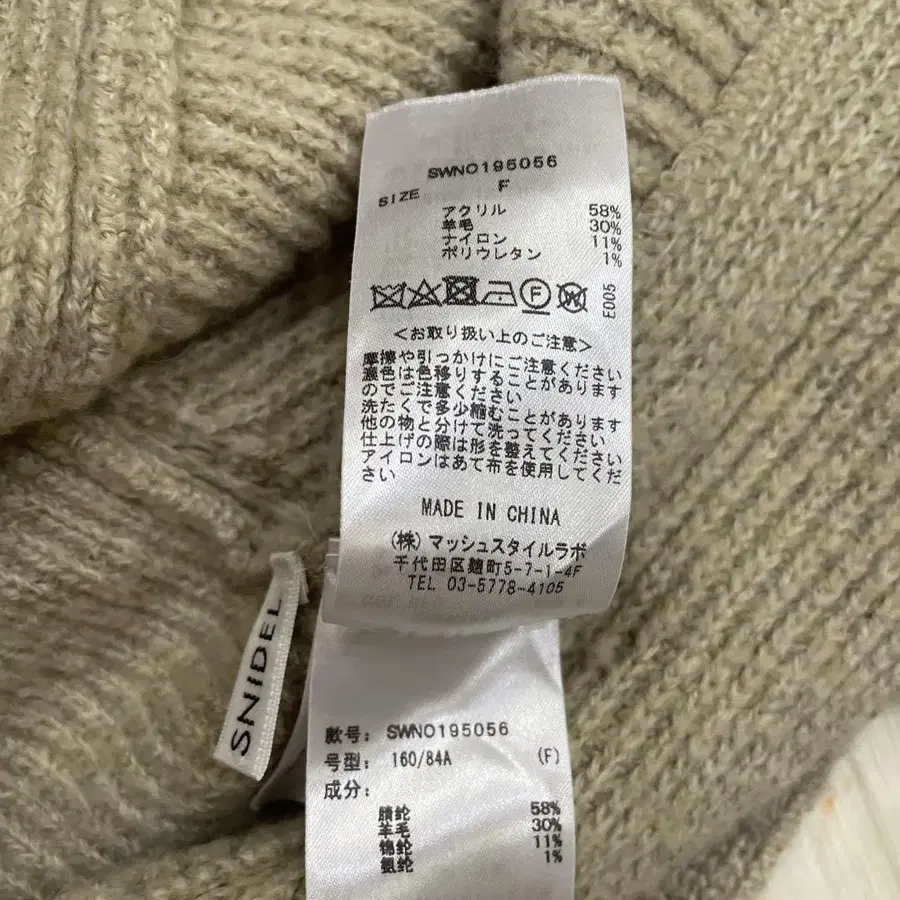 SWNO195056
SIZE F
アクリル 58%
羊毛 30%
ナイロン 11%
ポリウレタン 1%
F
W
E005
<お取り扱い上のご注意>
摩擦や引っかけにご注意ください
濃色は色移りすることがあります
のでご注意ください
洗たくで多少縮むことがあります
他の物と分けて洗ってください
仕上げの際は形を整えてください
アイロンはあて布を使用してくだ
さい
MADE IN CHINA
(株)マッシュスタイルラボ
千代田区麹町5-7-1-4F
TEL 03-5778-4105
SNIDEL
款号: SWNO195056
号型: 160/84A (F)
成分:
腈纶 58%
羊毛 30%
锦纶 11%
氨纶 1%